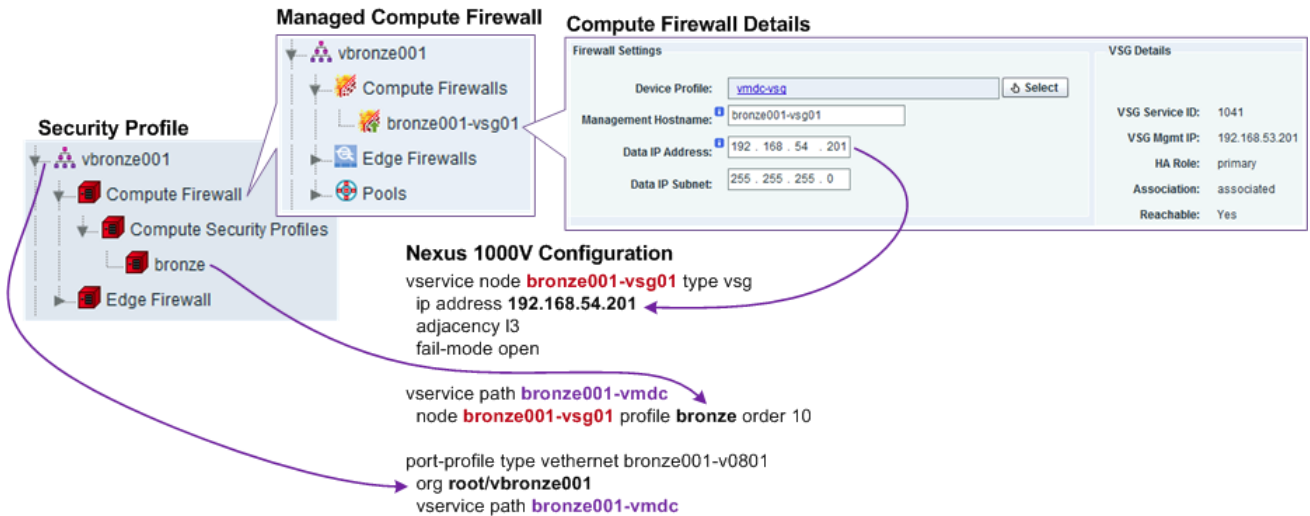 Managed Compute Firewall
vbronze001
Compute Firewalls
bronze001-vsg01
Edge Firewalls
Pools
Compute Firewall Details
Firewall Settings
Device Profile: vmdc-vsg Select
Management Hostname: bronze001-vsg01
Data IP Address: 192 . 168 . 54 . 201
Data IP Subnet: 255 . 255 . 255 . 0
VSG Details
VSG Service ID: 1041
VSG Mgmt IP: 192.168.53.201
HA Role: primary
Association: associated
Reachable: Yes
Security Profile
vbronze001
Compute Firewall
Compute Security Profiles
bronze
Edge Firewall
Nexus 1000V Configuration
vservice node bronze001-vsg01 type vsg
ip address 192.168.54.201
adjacency l3
fail-mode open
vservice path bronze001-vmdc
node bronze001-vsg01 profile bronze order 10
port-profile type vethernet bronze001-v0801
org root/vbronze001
vservice path bronze001-vmdc